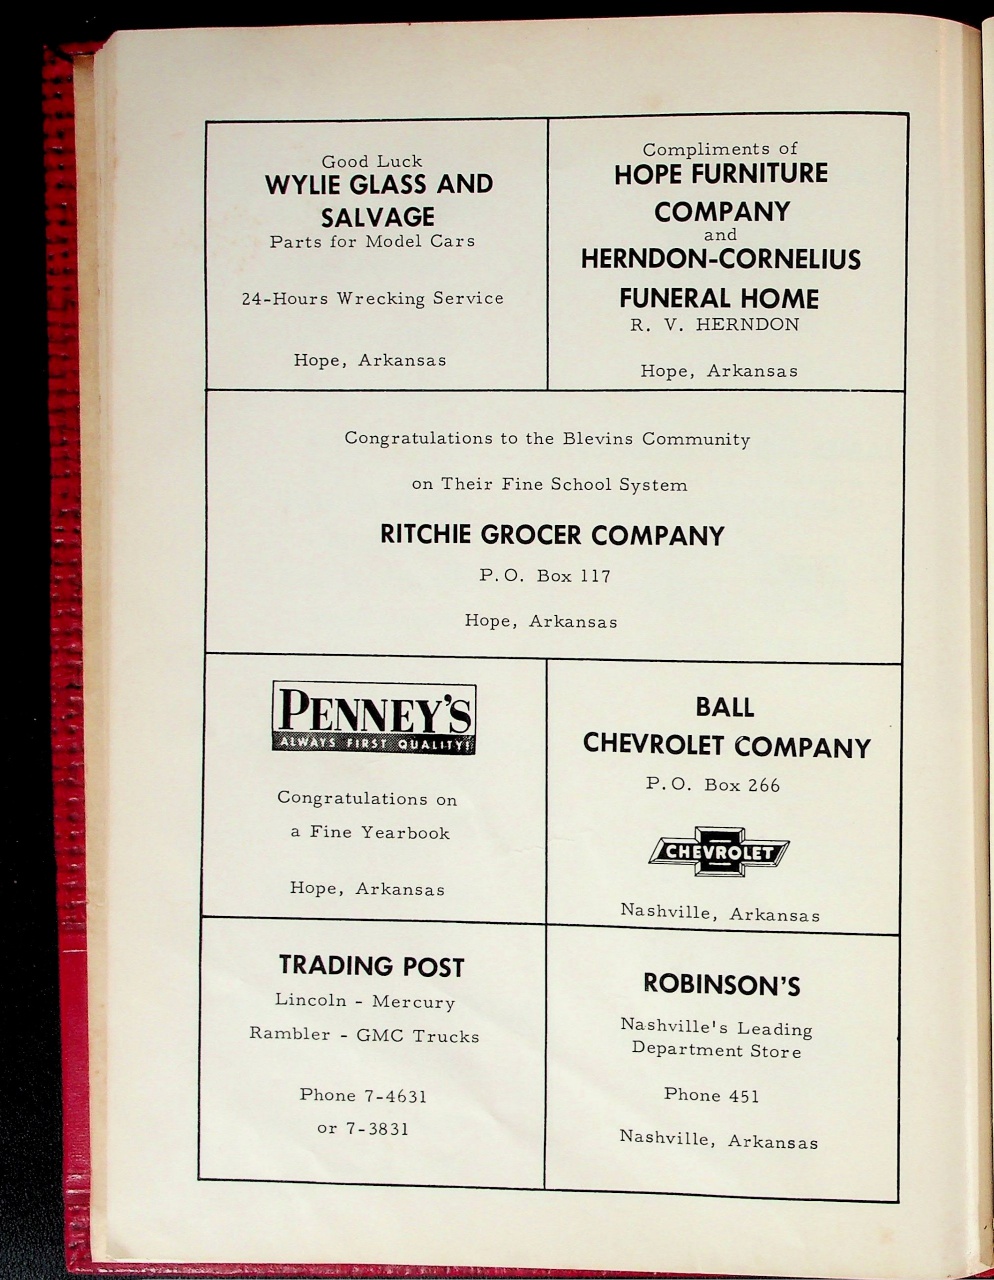 Good Luck
WYLIE GLASS AND
SALVAGE
Parts for Model Cars
24-Hours Wrecking Service
Hope, Arkansas
Compliments of
HOPE FURNITURE
COMPANY
and
HERNDON-CORNELIUS
FUNERAL HOME
R. V. HERNDON
Hope, Arkansas
Congratulations to the Blevins Community
on Their Fine School System
RITCHIE GROCER COMPANY
P.O. Box 117
Hope, Arkansas
PENNEY'S
ALWAYS FIRST QUALITY!
Congratulations on
a Fine Yearbook
Hope, Arkansas
BALL
CHEVROLET COMPANY
P.O. Box 266
CHEVROLET
Nashville, Arkansas
TRADING POST
Lincoln - Mercury
Rambler - GMC Trucks
Phone 7-4631
or 7-3831
ROBINSON'S
Nashville's Leading
Department Store
Phone 451
Nashville, Arkansas